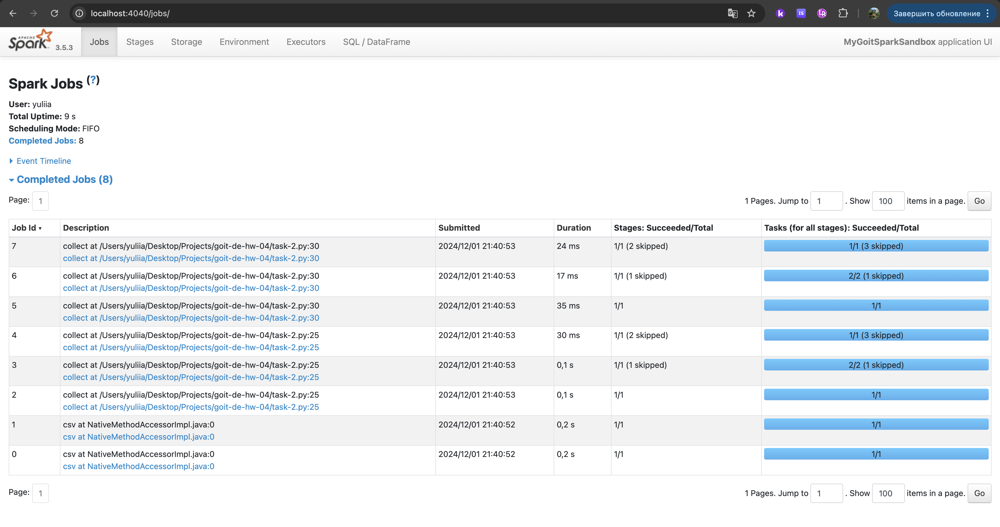 localhost:4040/jobs/
Завершить обновление
APACHE Spark 3.5.3 Jobs Stages Storage Environment Executors SQL / DataFrame MyGoitSparkSandbox application UI
Spark Jobs (?)
User: yuliia
Total Uptime: 9 s
Scheduling Mode: FIFO
Completed Jobs: 8
Event Timeline
Completed Jobs (8)
Page: 1 1 Pages. Jump to 1 . Show 100 items in a page. Go
Job Id ▾ Description Submitted Duration Stages: Succeeded/Total Tasks (for all stages): Succeeded/Total
7 collect at /Users/yuliia/Desktop/Projects/goit-de-hw-04/task-2.py:30 2024/12/01 21:40:53 24 ms 1/1 (2 skipped) 1/1 (3 skipped)
collect at /Users/yuliia/Desktop/Projects/goit-de-hw-04/task-2.py:30
6 collect at /Users/yuliia/Desktop/Projects/goit-de-hw-04/task-2.py:30 2024/12/01 21:40:53 17 ms 1/1 (1 skipped) 2/2 (1 skipped)
collect at /Users/yuliia/Desktop/Projects/goit-de-hw-04/task-2.py:30
5 collect at /Users/yuliia/Desktop/Projects/goit-de-hw-04/task-2.py:30 2024/12/01 21:40:53 35 ms 1/1 1/1
collect at /Users/yuliia/Desktop/Projects/goit-de-hw-04/task-2.py:30
4 collect at /Users/yuliia/Desktop/Projects/goit-de-hw-04/task-2.py:25 2024/12/01 21:40:53 30 ms 1/1 (2 skipped) 1/1 (3 skipped)
collect at /Users/yuliia/Desktop/Projects/goit-de-hw-04/task-2.py:25
3 collect at /Users/yuliia/Desktop/Projects/goit-de-hw-04/task-2.py:25 2024/12/01 21:40:53 0,1 s 1/1 (1 skipped) 2/2 (1 skipped)
collect at /Users/yuliia/Desktop/Projects/goit-de-hw-04/task-2.py:25
2 collect at /Users/yuliia/Desktop/Projects/goit-de-hw-04/task-2.py:25 2024/12/01 21:40:53 0,1 s 1/1 1/1
collect at /Users/yuliia/Desktop/Projects/goit-de-hw-04/task-2.py:25
1 csv at NativeMethodAccessorImpl.java:0 2024/12/01 21:40:52 0,2 s 1/1 1/1
csv at NativeMethodAccessorImpl.java:0
0 csv at NativeMethodAccessorImpl.java:0 2024/12/01 21:40:52 0,2 s 1/1 1/1
csv at NativeMethodAccessorImpl.java:0
Page: 1 1 Pages. Jump to 1 . Show 100 items in a page. Go